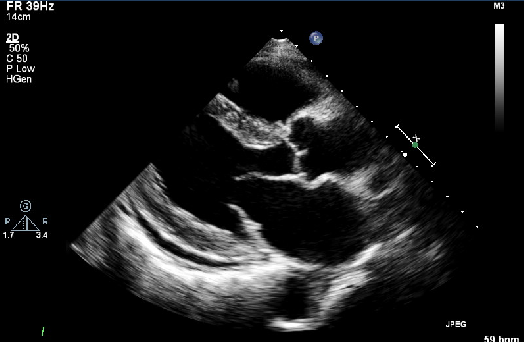 FR 39Hz
14cm
2D
50%
C 50
P Low
HGen
M3
P
G
P R
1.7 3.4
JPEG
59 bpm